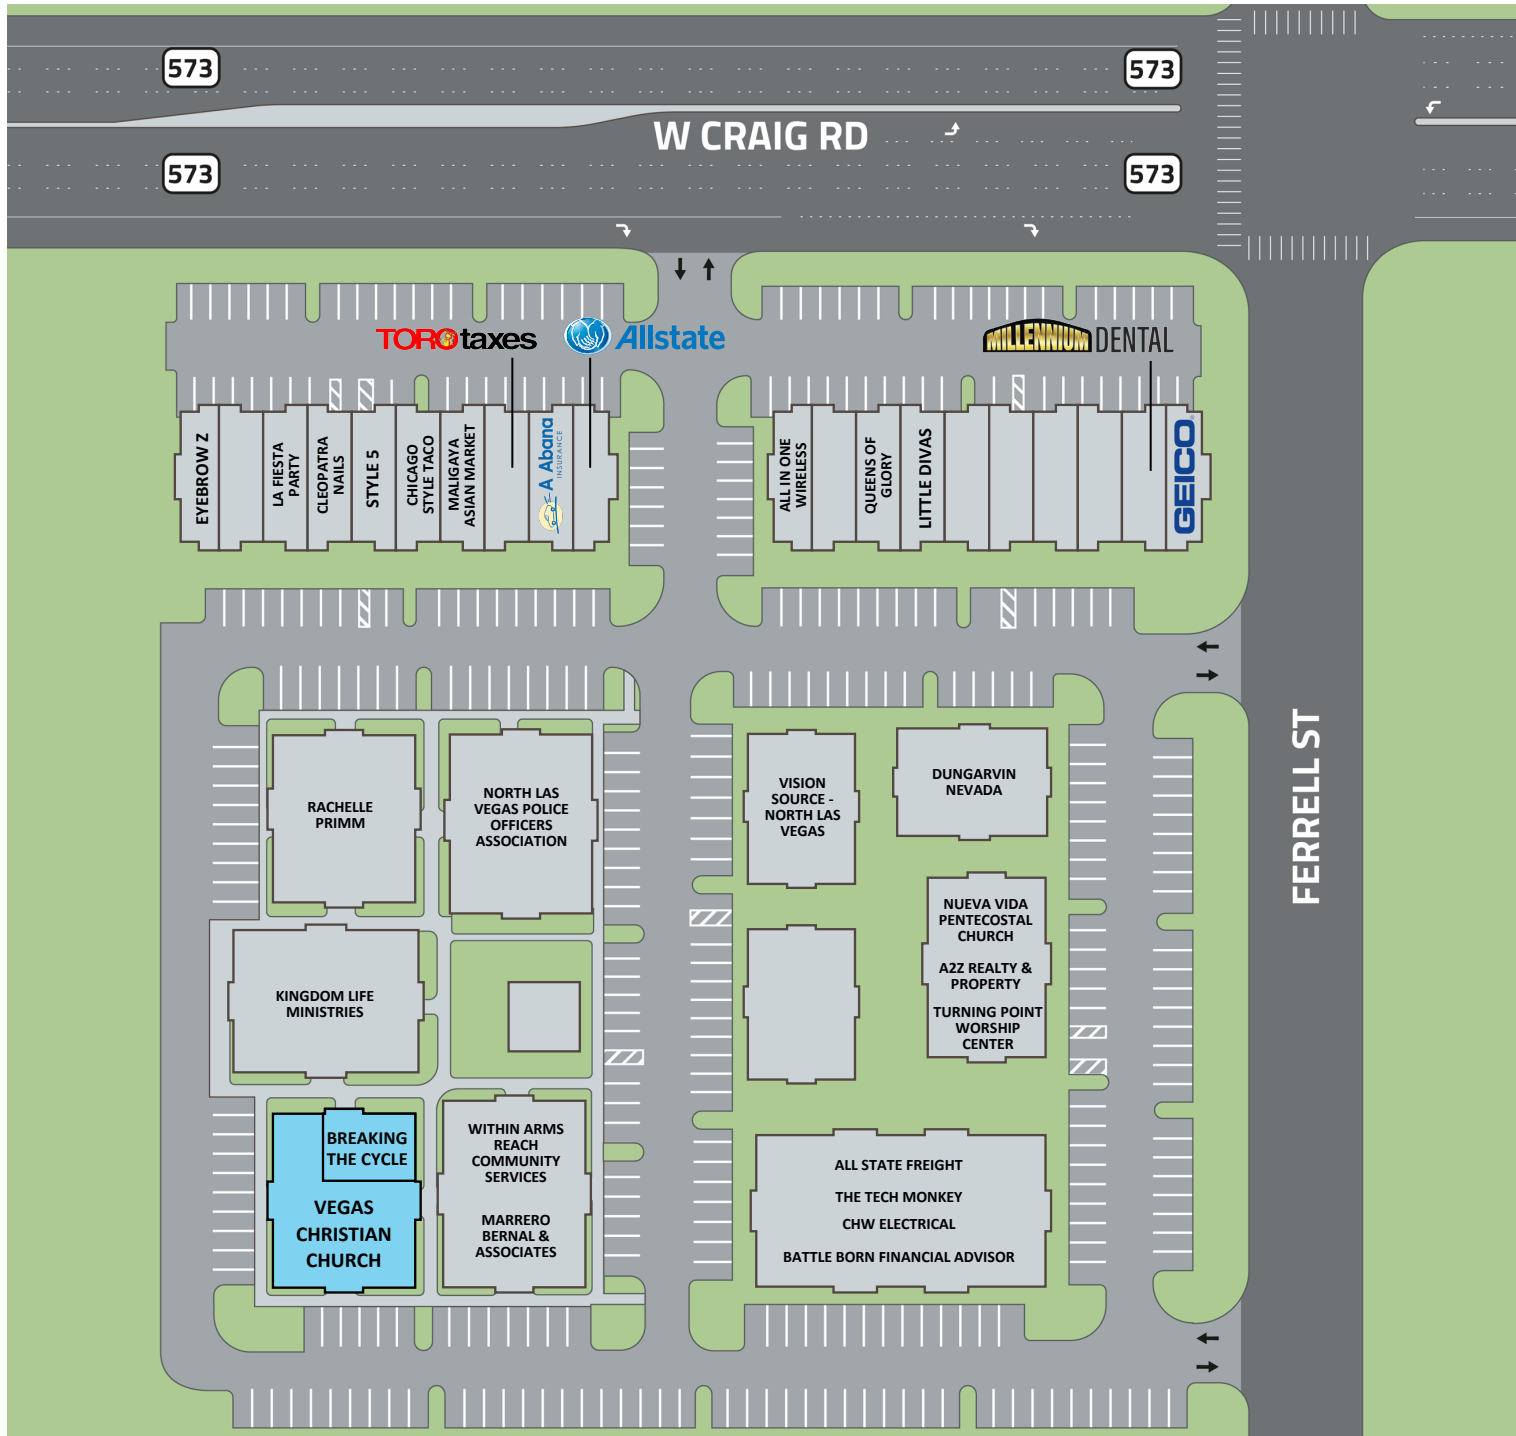 573
573
W CRAIG RD
573
573
TOROtaxes
Allstate
MILLENNIUM DENTAL
EYEBROW Z
LA FIESTA
PARTY
CLEOPATRA
NAILS
STYLE 5
CHICAGO
STYLE TACO
MALIGAYA
ASIAN MARKET
A Abana
INSURANCE
ALL IN ONE
WIRELESS
QUEENS OF
GLORY
LITTLE DIVAS
GEICO
FERRELL ST
RACHELLE
PRIMM
NORTH LAS
VEGAS POLICE
OFFICERS
ASSOCIATION
VISION
SOURCE -
NORTH LAS
VEGAS
DUNGARVIN
NEVADA
NUEVA VIDA
PENTECOSTAL
CHURCH
A2Z REALTY &
PROPERTY
TURNING POINT
WORSHIP
CENTER
KINGDOM LIFE
MINISTRIES
BREAKING
THE CYCLE
VEGAS
CHRISTIAN
CHURCH
WITHIN ARMS
REACH
COMMUNITY
SERVICES
MARRERO
BERNAL &
ASSOCIATES
ALL STATE FREIGHT
THE TECH MONKEY
CHW ELECTRICAL
BATTLE BORN FINANCIAL ADVISOR